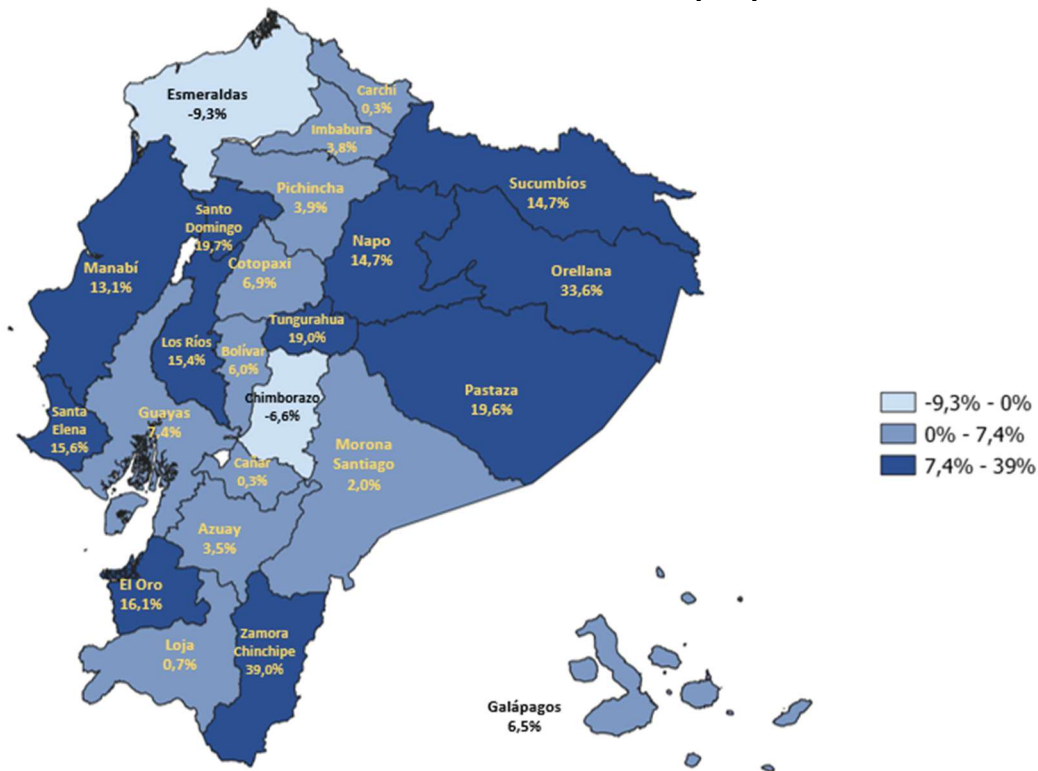 Esmeraldas
-9,3%
Carchi
0,3%
Imbabura
3,8%
Pichincha
3,9%
Sucumbíos
14,7%
Santo
Domingo
19,7%
Napo
14,7%
Orellana
33,6%
Manabí
13,1%
Cotopaxi
6,9%
Tungurahua
19,0%
Los Ríos
15,4%
Bolívar
6,0%
Pastaza
19,6%
Chimborazo
-6,6%
Santa
Elena
15,6%
Guayas
7,4%
Morona
Santiago
2,0%
Cañar
0,3%
Azuay
3,5%
El Oro
16,1%
Loja
0,7%
Zamora
Chinchipe
39,0%
Galápagos
6,5%
-9,3% - 0%
0% - 7,4%
7,4% - 39%